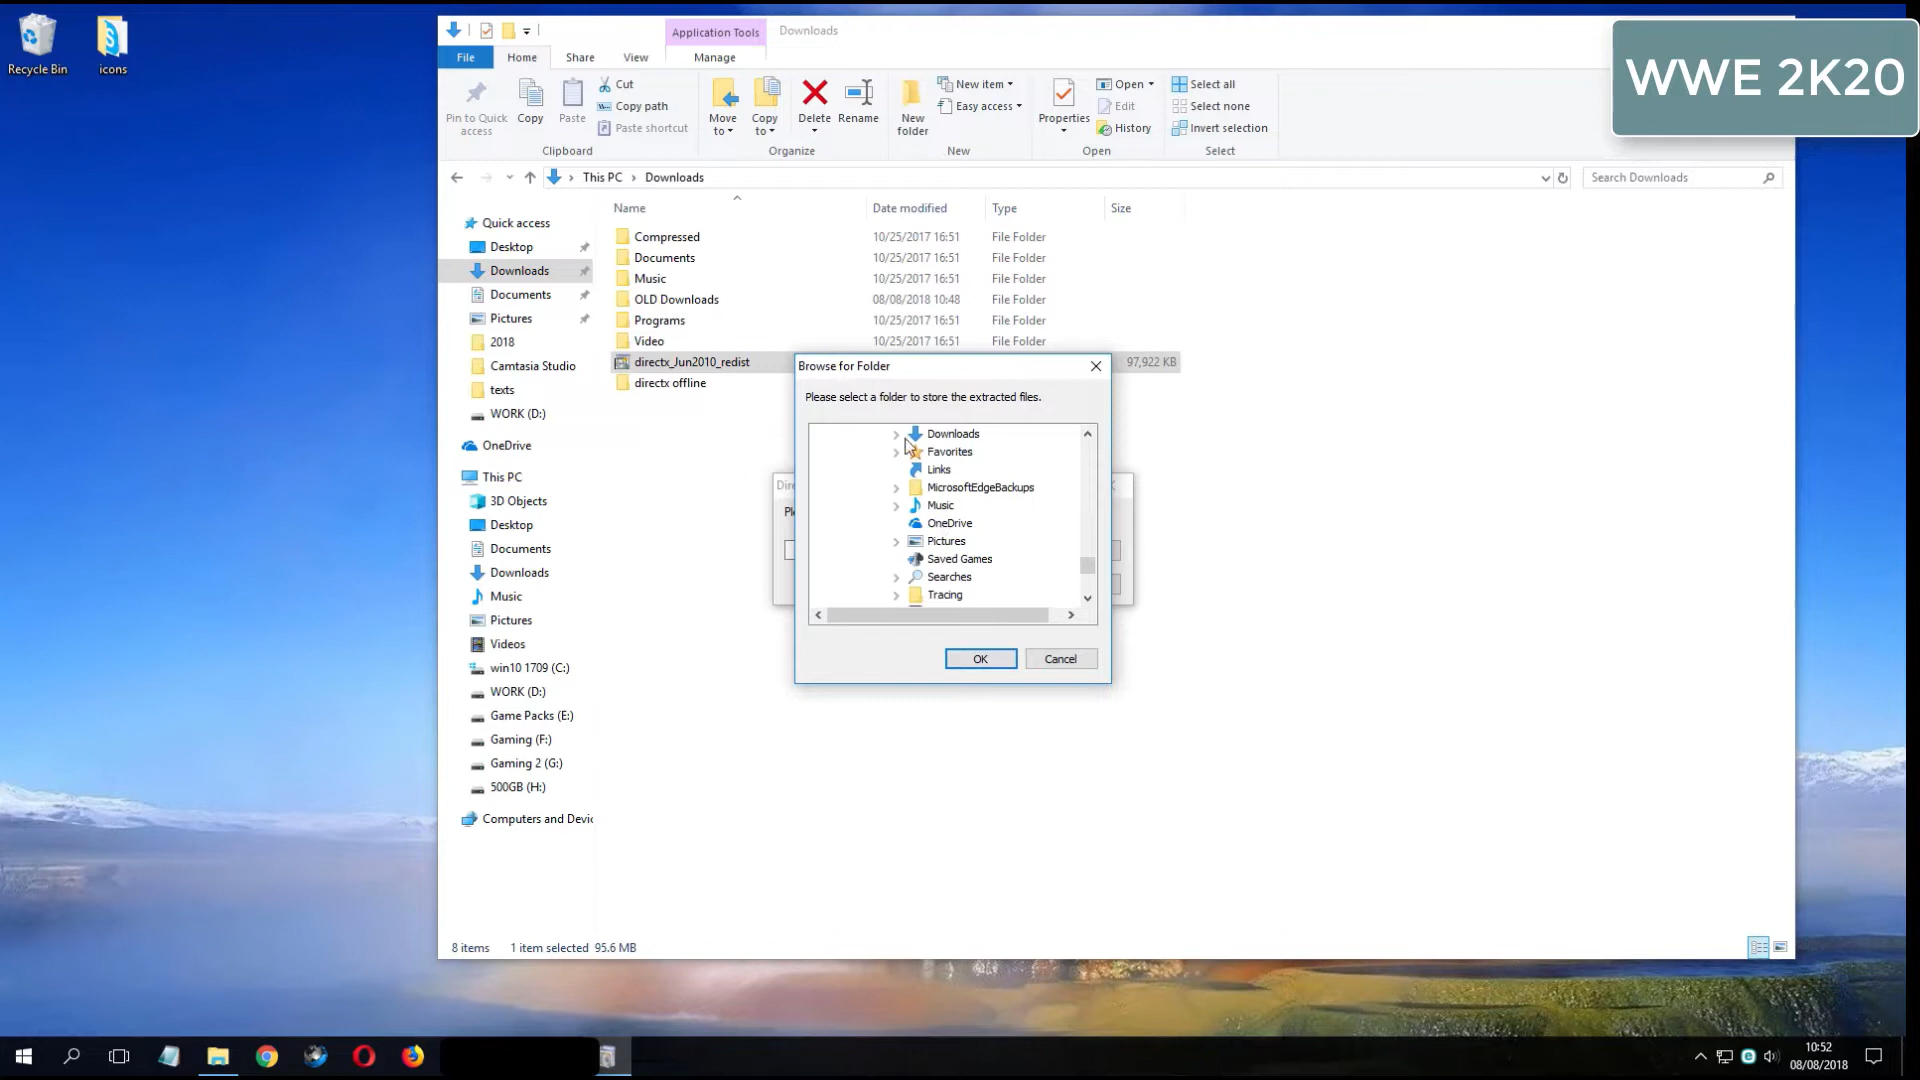 Recycle Bin
icons
Application Tools
Downloads
WWE 2K20
File
Home
Share
View
Manage
Pin to Quick access
Copy
Paste
Cut
Copy path
Paste shortcut
Clipboard
Move to
Copy to
Delete
Rename
Organize
New folder
New item
Easy access
New
Properties
Open
Edit
History
Open
Select all
Select none
Invert selection
Select
This PC > Downloads
Search Downloads
Name
Date modified
Type
Size
Quick access
Desktop
Downloads
Documents
Pictures
2018
Camtasia Studio
texts
WORK (D:)
OneDrive
This PC
3D Objects
Desktop
Documents
Downloads
Music
Pictures
Videos
win10 1709 (C:)
WORK (D:)
Game Packs (E:)
Gaming (F:)
Gaming 2 (G:)
500GB (H:)
Computers and Devic
Compressed 10/25/2017 16:51 File Folder
Documents 10/25/2017 16:51 File Folder
Music 10/25/2017 16:51 File Folder
OLD Downloads 08/08/2018 10:48 File Folder
Programs 10/25/2017 16:51 File Folder
Video 10/25/2017 16:51 File Folder
directx_Jun2010_redist 97,922 KB
directx offline
Browse for Folder
Please select a folder to store the extracted files.
Downloads
Favorites
Links
MicrosoftEdgeBackups
Music
OneDrive
Pictures
Saved Games
Searches
Tracing
OK
Cancel
8 items 1 item selected 95.6 MB
10:52
08/08/2018